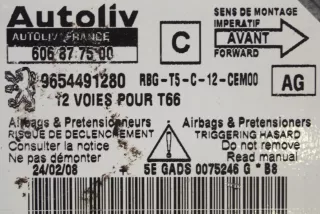 Autoliv
AUTOLIV FRANCE
606 87 75 00
C
SENS DE MONTAGE
IMPERATIF
AVANT
FORWARD
9654491280 RBG-T5-C-12-CEM00
12 VOIES POUR T66
AG
Airbags & Pretensionneurs
RISQUE DE DECLENCHEMENT
Consulter la notice
Ne pas démonter
24/02/08
Airbags & Pretensioners
TRIGGERING HASARD
Do not remove
Read manual
5E GADS 0075246 G * B8